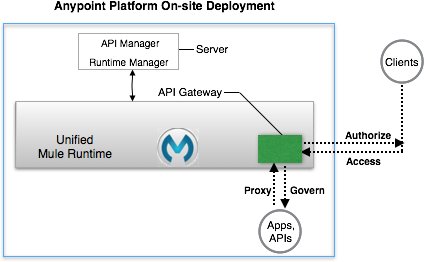 Anypoint Platform On-site Deployment
API Manager
Runtime Manager
Server
Clients
API Gateway
Unified
Mule Runtime
Authorize
Access
Proxy
Govern
Apps,
APIs